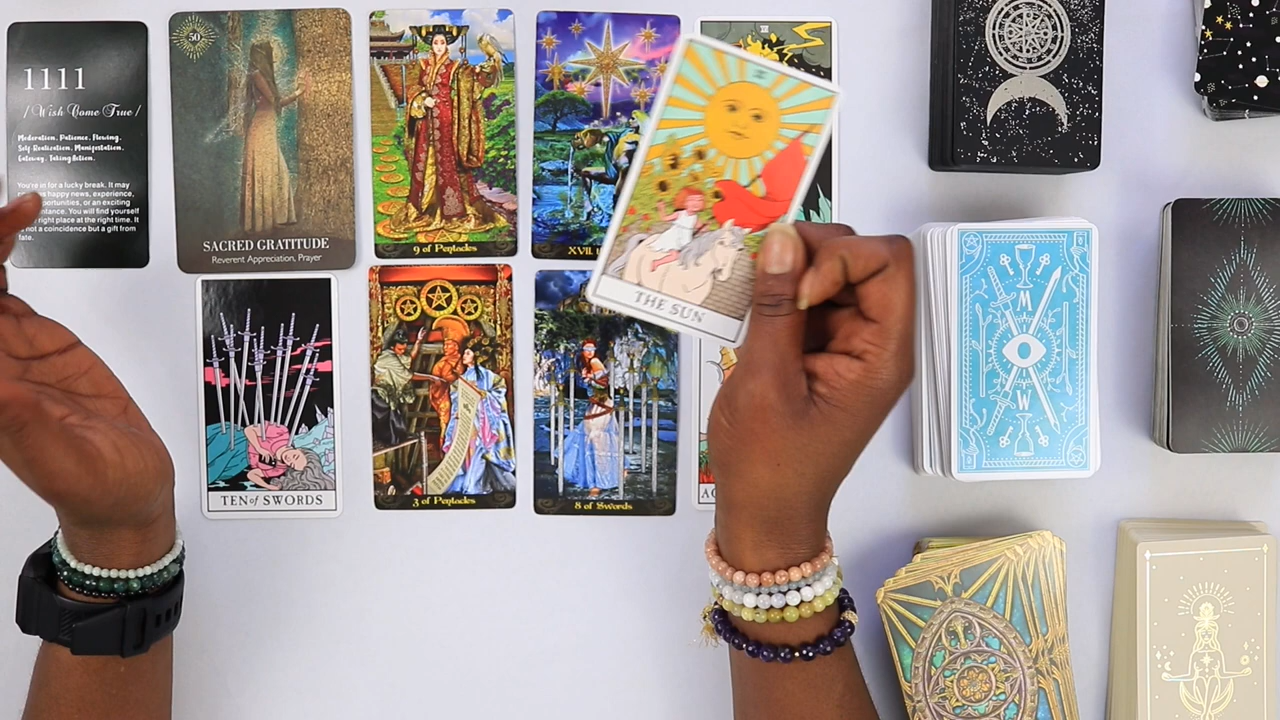 1111
/Wish Come True/
Moderation, Patience, Flowing,
Self Realization, Manifestation,
Gateway, Taking Action.
You're in for a lucky break. It may
happy news, experience,
or an exciting
You will find yourself
right place at the right time. It
not a coincidence but a gift from
fate.
50
SACRED GRATITUDE
Reverent Appreciation, Prayer
9 of Pentacles
XVII
THE SUN
TEN of SWORDS
3 of Pentacles
8 of Swords
M
W